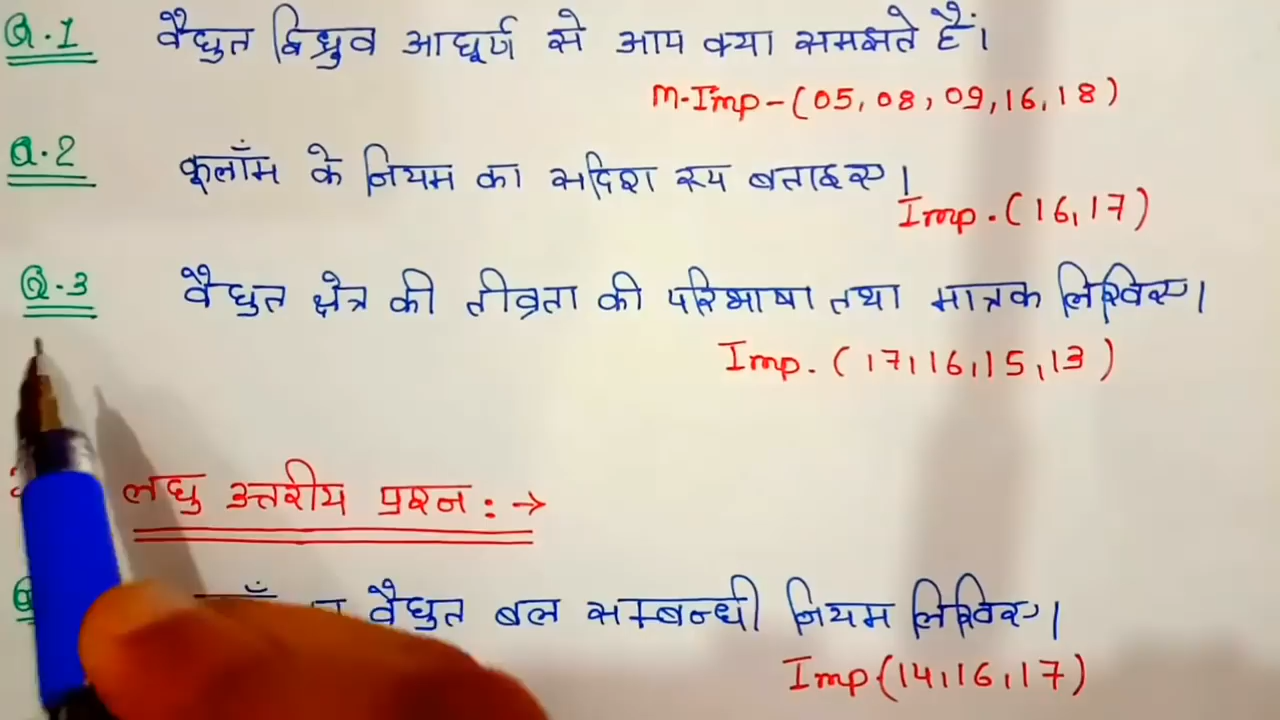 Q.1 वैद्युत द्विध्रुव आघूर्ण से आप क्या समझते हैं।
M.Imp-(05,08,09,16,18)
Q.2 कूलॉम के नियम का सदिश रूप बताइए।
Imp.(16,17)
Q.3 वैद्युत क्षेत्र की तीव्रता की परिभाषा तथा मात्रक लिखिए।
Imp.(17,16,15,13)
लघु उत्तरीय प्रश्न:→
वैद्युत बल सम्बन्धी नियम लिखिए।
Imp(14,16,17)